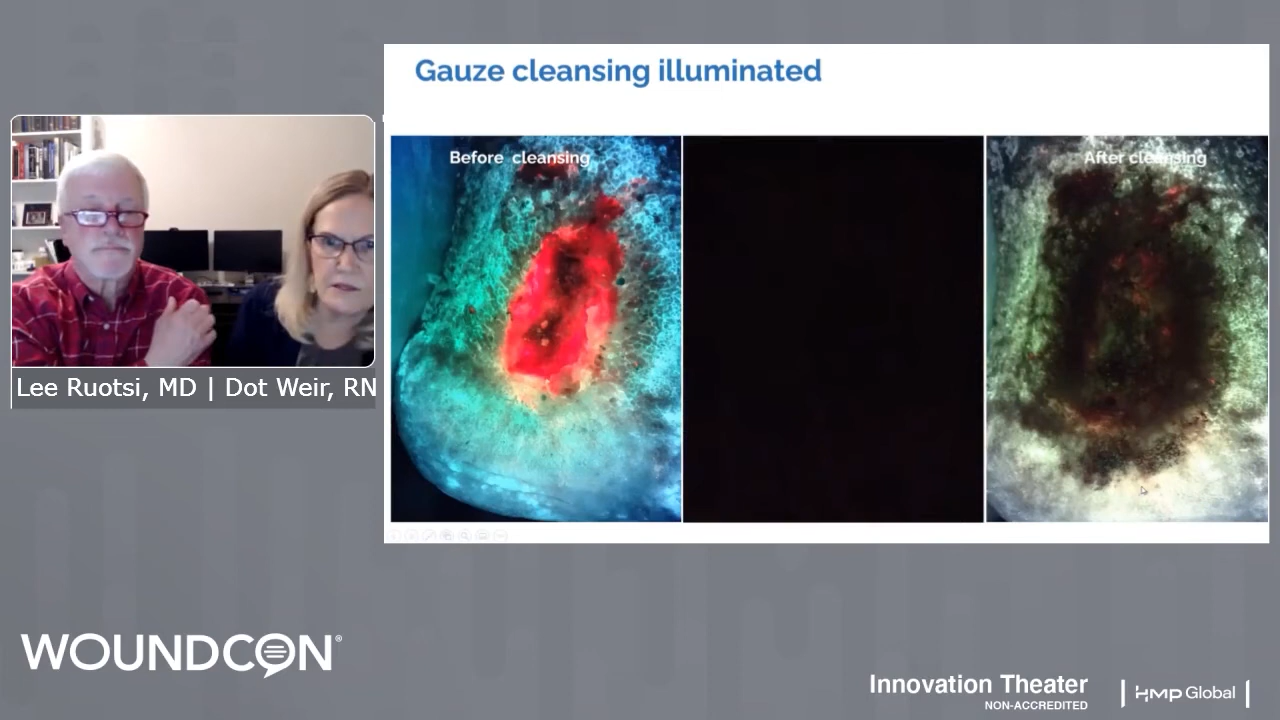 Gauze cleansing illuminated
Before cleansing
After cleansing
Lee Ruotsi, MD | Dot Weir, RN
WOUNDCON®
Innovation Theater
NON-ACCREDITED
HMP Global